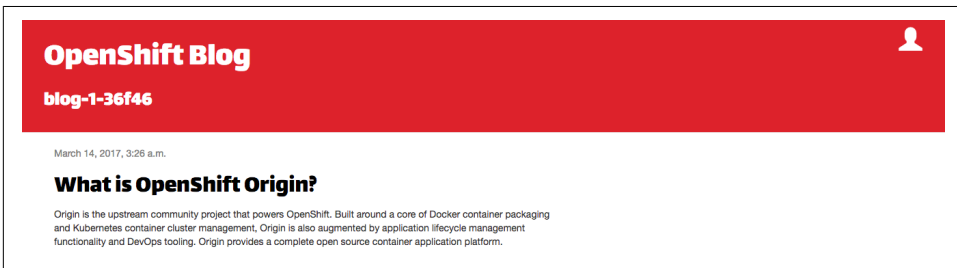 OpenShift Blog
blog-1-36f46
March 14, 2017, 3:26 a.m.
What is OpenShift Origin?
Origin is the upstream community project that powers OpenShift. Built around a core of Docker container packaging
and Kubernetes container cluster management, Origin is also augmented by application lifecycle management
functionality and DevOps tooling. Origin provides a complete open source container application platform.